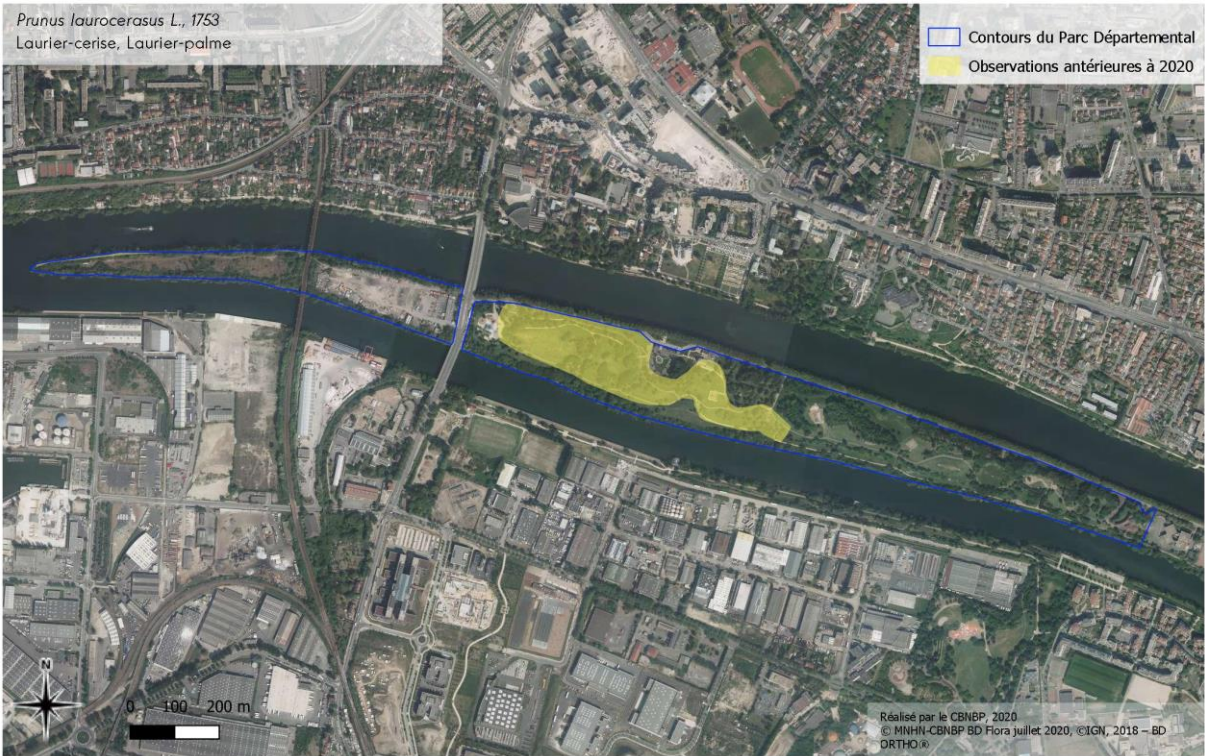 Prunus laurocerasus L., 1753
Laurier-cerise, Laurier-palme
Contours du Parc Départemental
Observations antérieures à 2020
N
0 100 200 m
Réalisé par le CBNBP, 2020
© MNHN-CBNBP BD Flora juillet 2020, ©IGN, 2018 – BD
ORTHO®